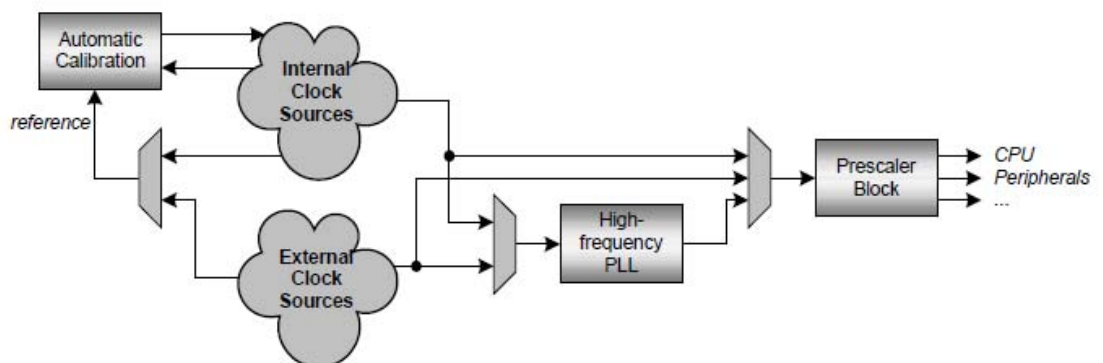 Automatic
Calibration
Internal
Clock
Sources
reference
CPU
Peripherals
...
Prescaler
Block
High-
frequency
PLL
External
Clock
Sources